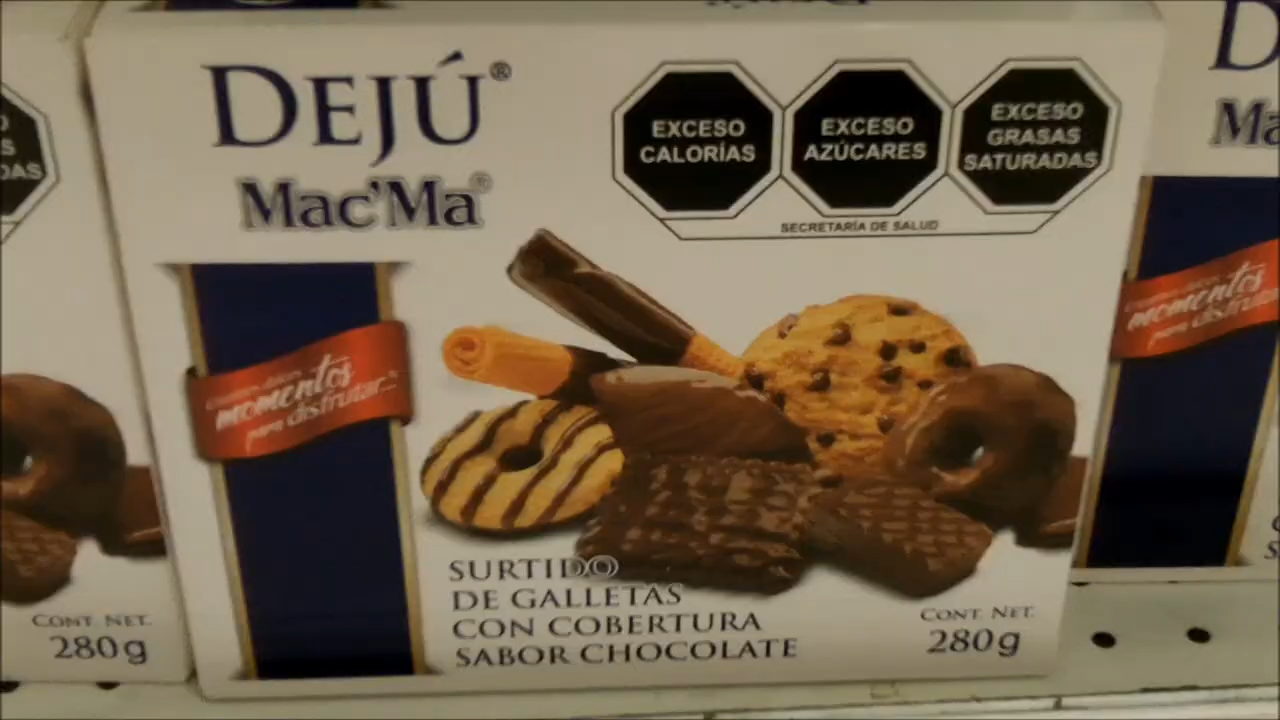 DEJÚ®
Mac'Ma®
EXCESO
CALORÍAS
EXCESO
AZÚCARES
EXCESO
GRASAS
SATURADAS
SECRETARÍA DE SALUD
momentos
para disfrutar...
SURTIDO
DE GALLETAS
CON COBERTURA
SABOR CHOCOLATE
CONT. NET.
280g
CONT. NET.
280g
momentos